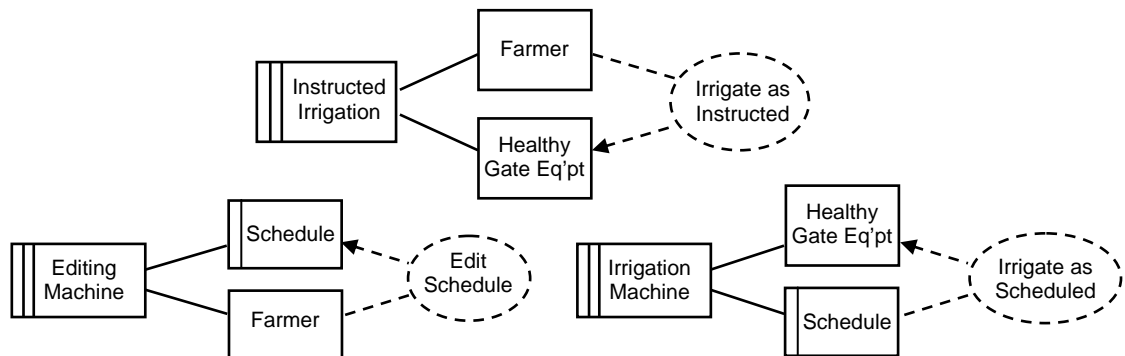 Farmer
Instructed
Irrigation
Irrigate as
Instructed
Healthy
Gate Eq'pt
Schedule
Editing
Machine
Edit
Schedule
Farmer
Healthy
Gate Eq'pt
Irrigation
Machine
Irrigate as
Scheduled
Schedule